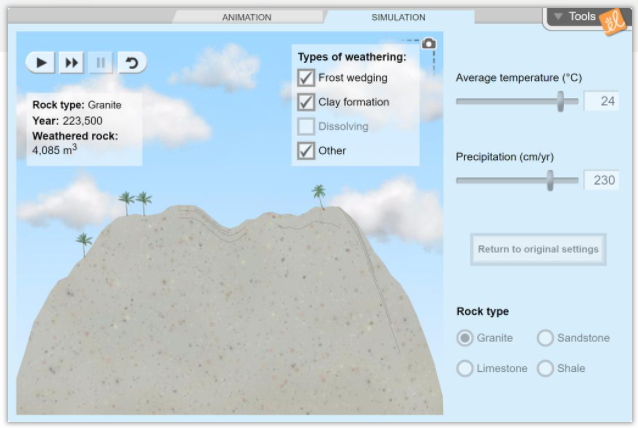 ANIMATION
SIMULATION
Tools
el
Types of weathering:
Frost wedging
Clay formation
Dissolving
Other
Rock type: Granite
Year: 223,500
Weathered rock:
4,085 m³
Average temperature (°C)
24
Precipitation (cm/yr)
230
Return to original settings
Rock type
Granite
Sandstone
Limestone
Shale